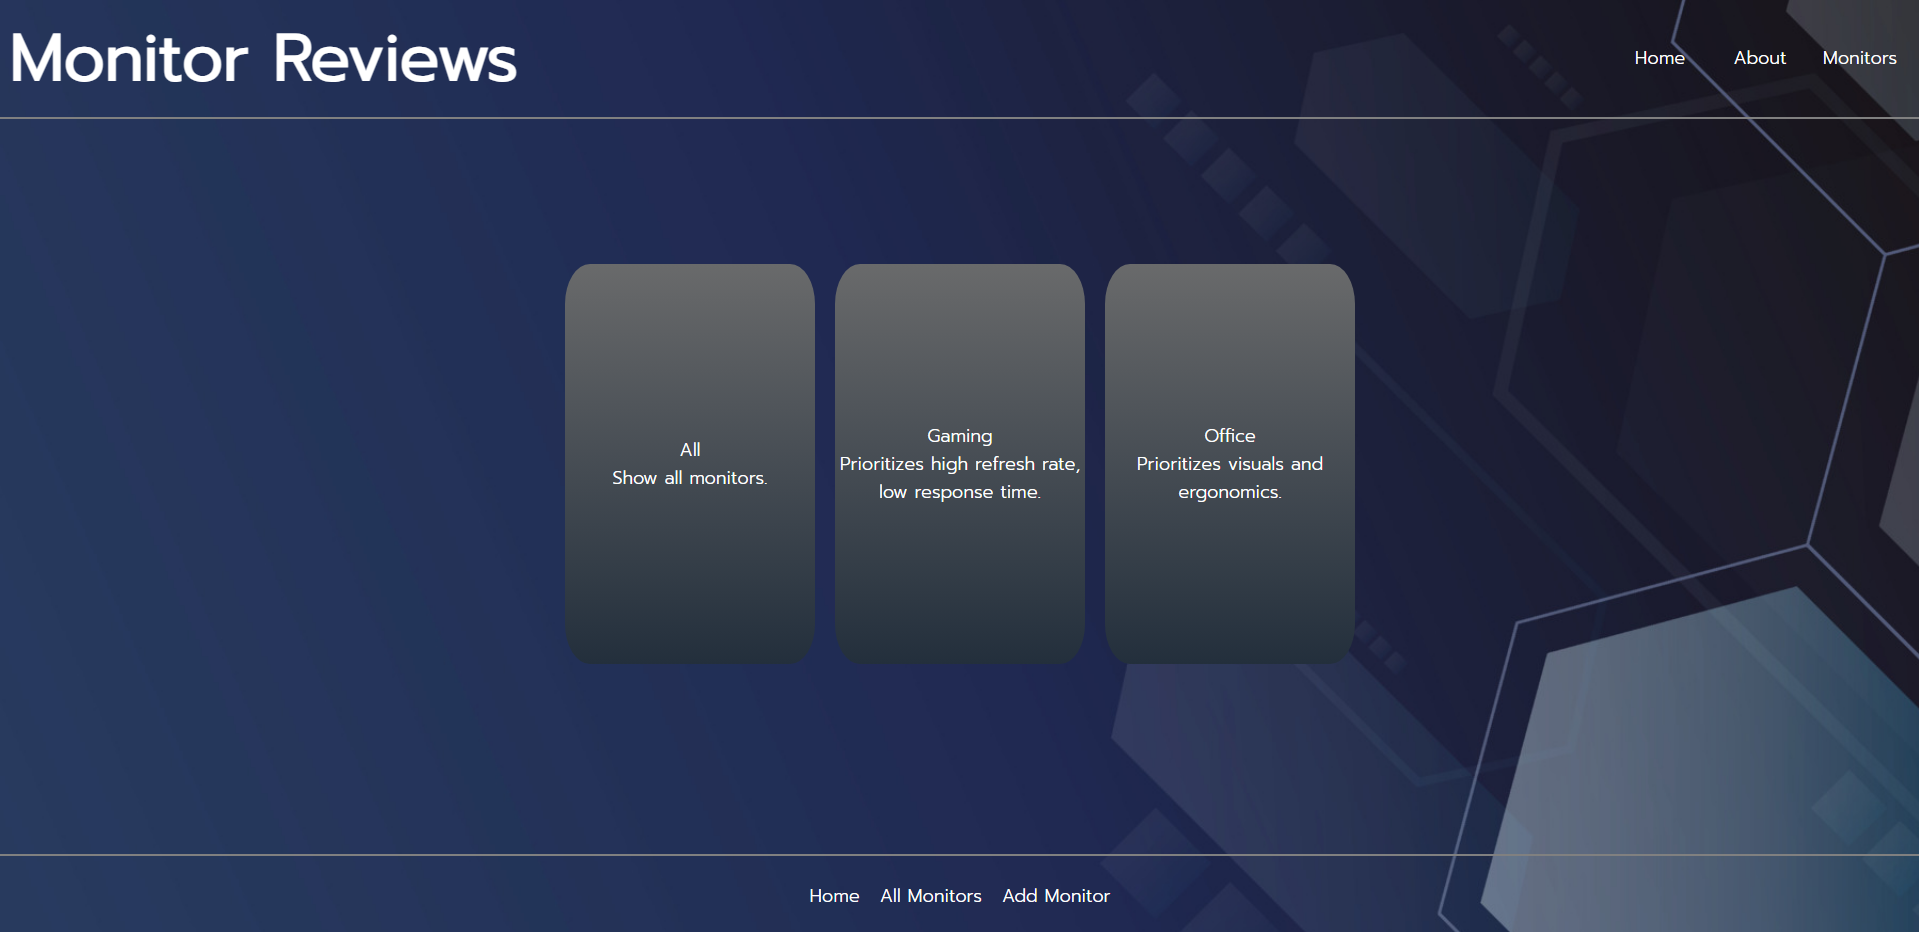 Monitor Reviews
Home About Monitors
All
Show all monitors.
Gaming
Prioritizes high refresh rate,
low response time.
Office
Prioritizes visuals and
ergonomics.
Home All Monitors Add Monitor